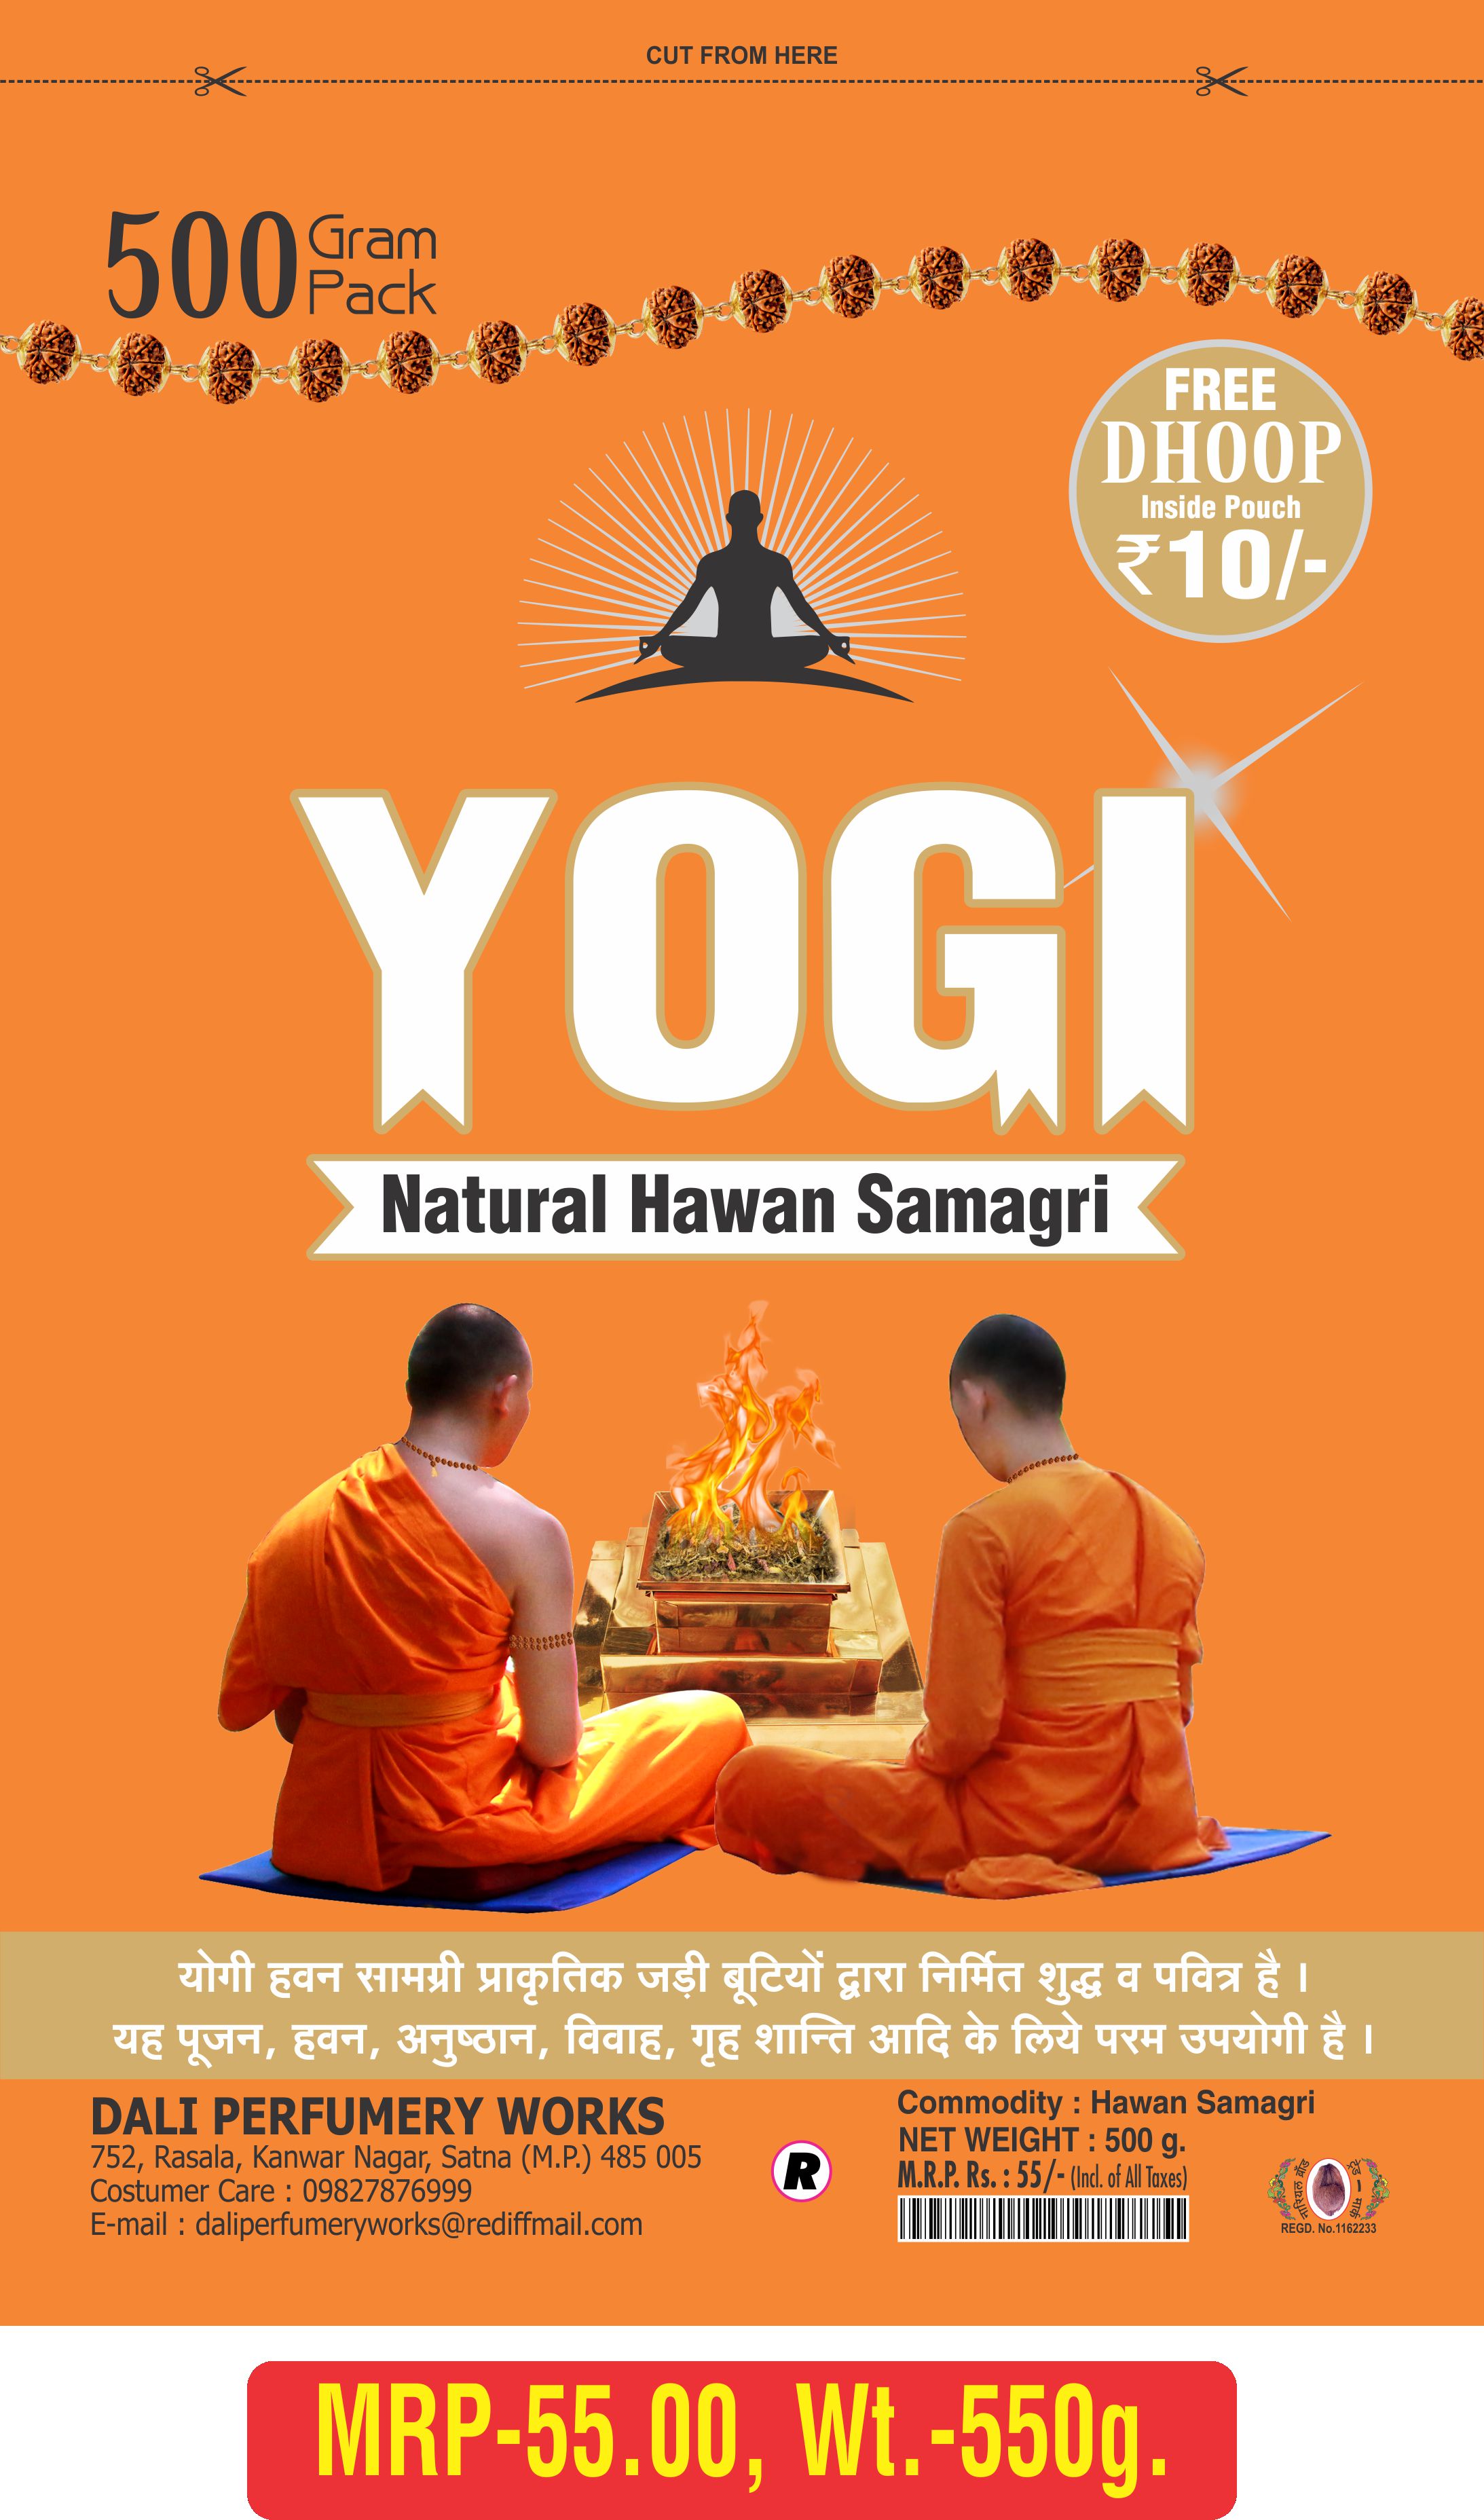 CUT FROM HERE
500 Gram
Pack
FREE
DHOOP
Inside Pouch
₹10/-
YOGI
Natural Hawan Samagri
योगी हवन सामग्री प्राकृतिक जड़ी बूटियों द्वारा निर्मित शुद्ध व पवित्र है ।
यह पूजन, हवन, अनुष्ठान, विवाह, गृह शान्ति आदि के लिये परम उपयोगी है ।
DALI PERFUMERY WORKS
752, Rasala, Kanwar Nagar, Satna (M.P.) 485 005
Costumer Care : 09827876999
E-mail : daliperfumeryworks@rediffmail.com
R
Commodity : Hawan Samagri
NET WEIGHT : 500 g.
M.R.P. Rs. : 55/- (Incl. of All Taxes)
नारियल ब्रॉड
ट्रेड - मार्क
REGD. No.1162233
MRP-55.00, Wt.-550g.